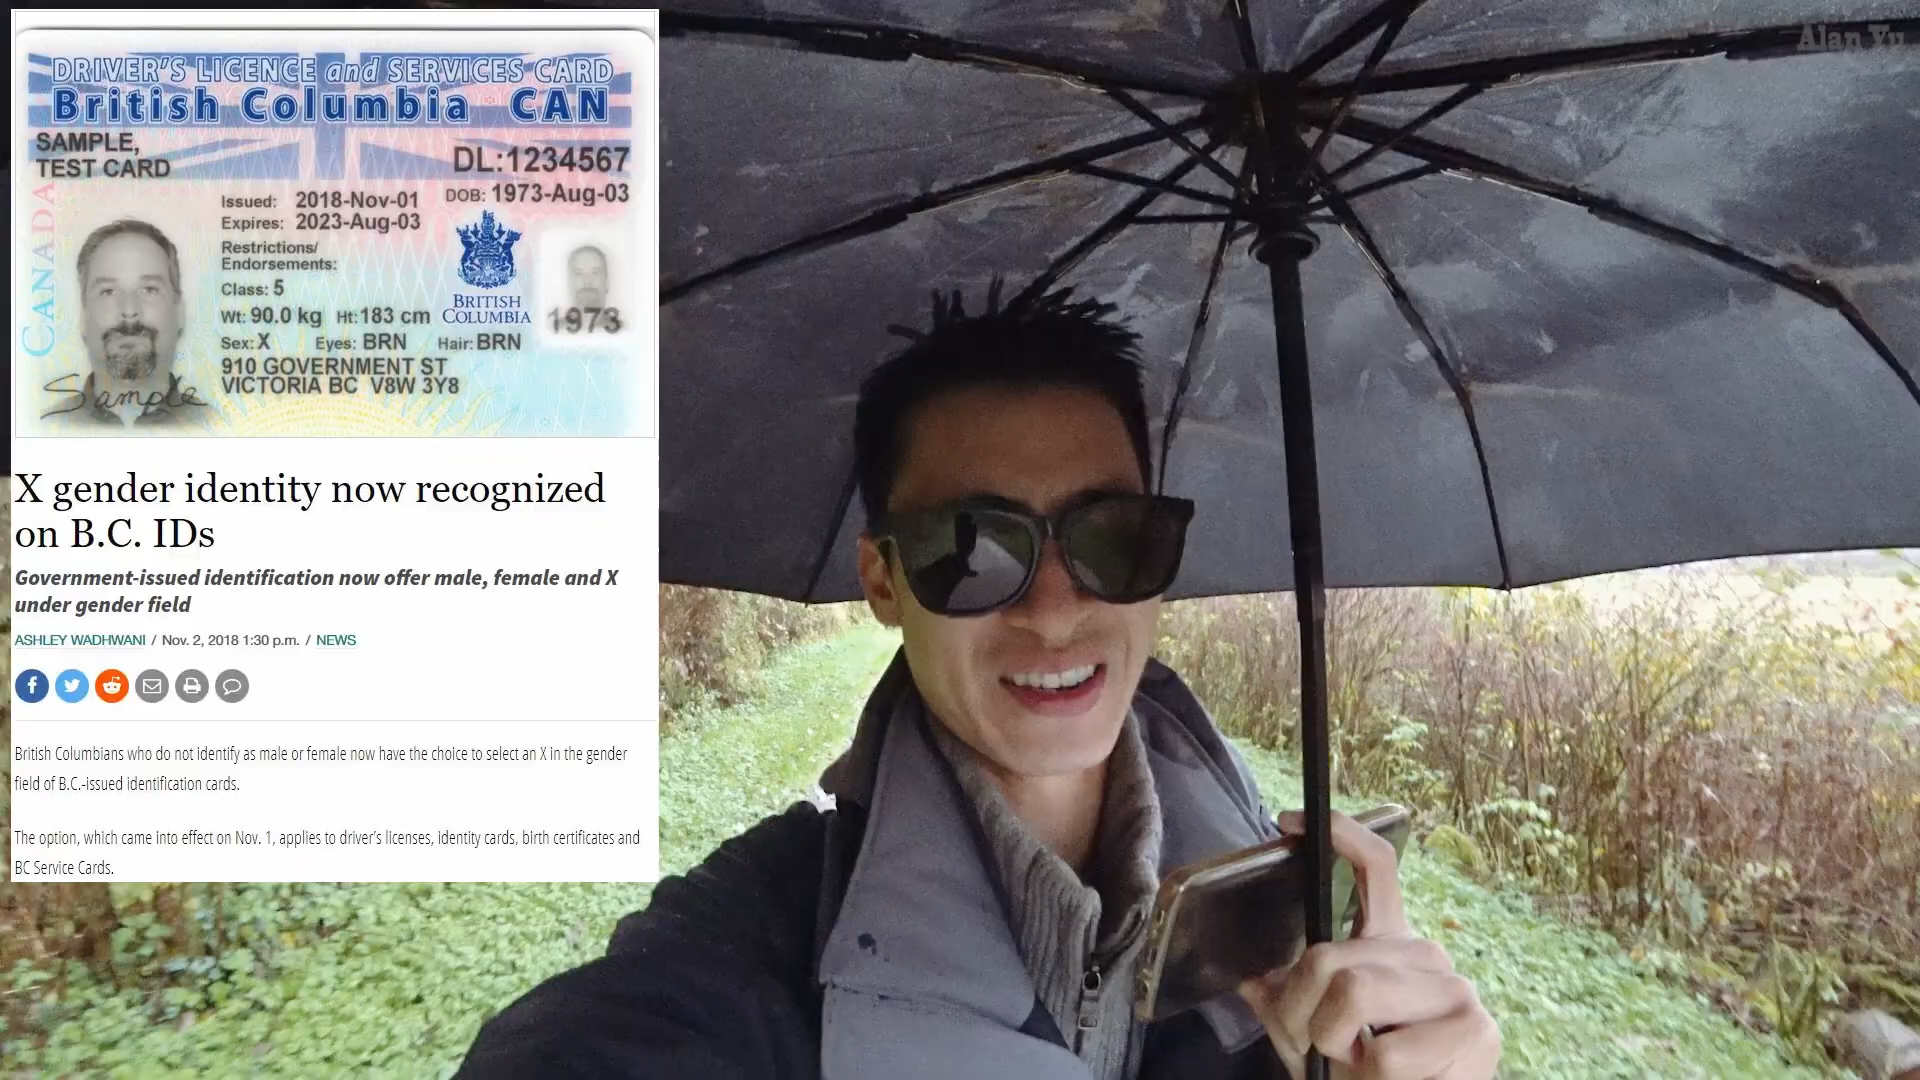 DRIVER'S LICENCE and SERVICES CARD
British Columbia CAN
SAMPLE,
TEST CARD
DL:1234567
Issued: 2018-Nov-01
DOB: 1973-Aug-03
Expires: 2023-Aug-03
Restrictions/
Endorsements:
Class: 5
Wt: 90.0 kg Ht: 183 cm
Sex: X Eyes: BRN Hair: BRN
910 GOVERNMENT ST
VICTORIA BC V8W 3Y8
CANADA
Sample
BRITISH
COLUMBIA
1973
X gender identity now recognized
on B.C. IDs
Government-issued identification now offer male, female and X
under gender field
ASHLEY WADHWANI / Nov. 2, 2018 1:30 p.m. / NEWS
British Columbians who do not identify as male or female now have the choice to select an X in the gender
field of B.C.-issued identification cards.
The option, which came into effect on Nov. 1, applies to driver's licenses, identity cards, birth certificates and
BC Service Cards.
Alan Yu